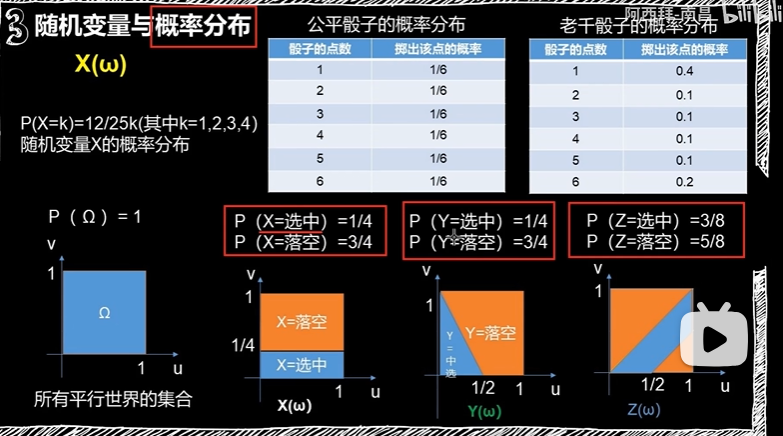 3 随机变量与概率分布
X(ω)
P(X=k)=12/25k(其中k=1,2,3,4)
随机变量X的概率分布
公平骰子的概率分布
骰子的点数 掷出该点的概率
1 1/6
2 1/6
3 1/6
4 1/6
5 1/6
6 1/6
老千骰子的概率分布
骰子的点数 掷出该点的概率
1 0.4
2 0.1
3 0.1
4 0.1
5 0.1
6 0.2
bilibili
P（Ω）=1
v
1
Ω
1 u
所有平行世界的集合
P（X=选中）=1/4
P（X=落空）=3/4
v
1
X=落空
1/4
X=选中
1 u
X(ω)
P（Y=选中）=1/4
P（Y=落空）=3/4
v
1
Y=中选
Y=落空
1/2 1 u
Y(ω)
P（Z=选中）=3/8
P（Z=落空）=5/8
v
1
1/2 1 u
Z(ω)